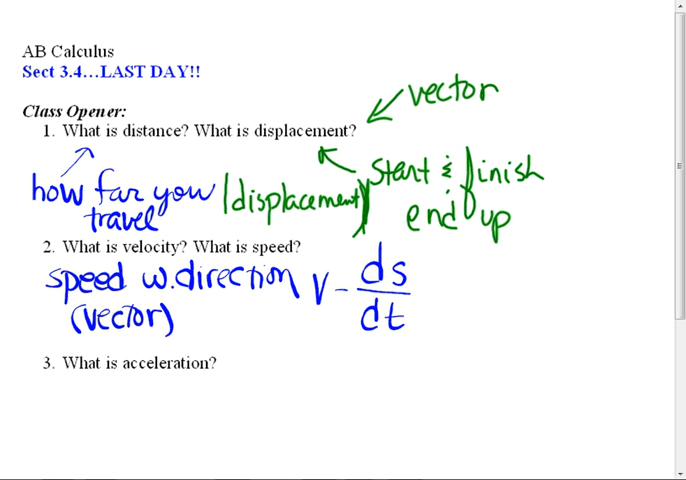 AB Calculus
Sect 3.4…LAST DAY!!
Class Opener:
vector
1. What is distance? What is displacement?
how far you travel
|displacement|
start & finish
end up
2. What is velocity? What is speed?
speed w. direction
(vector)
V - ds/dt
3. What is acceleration?